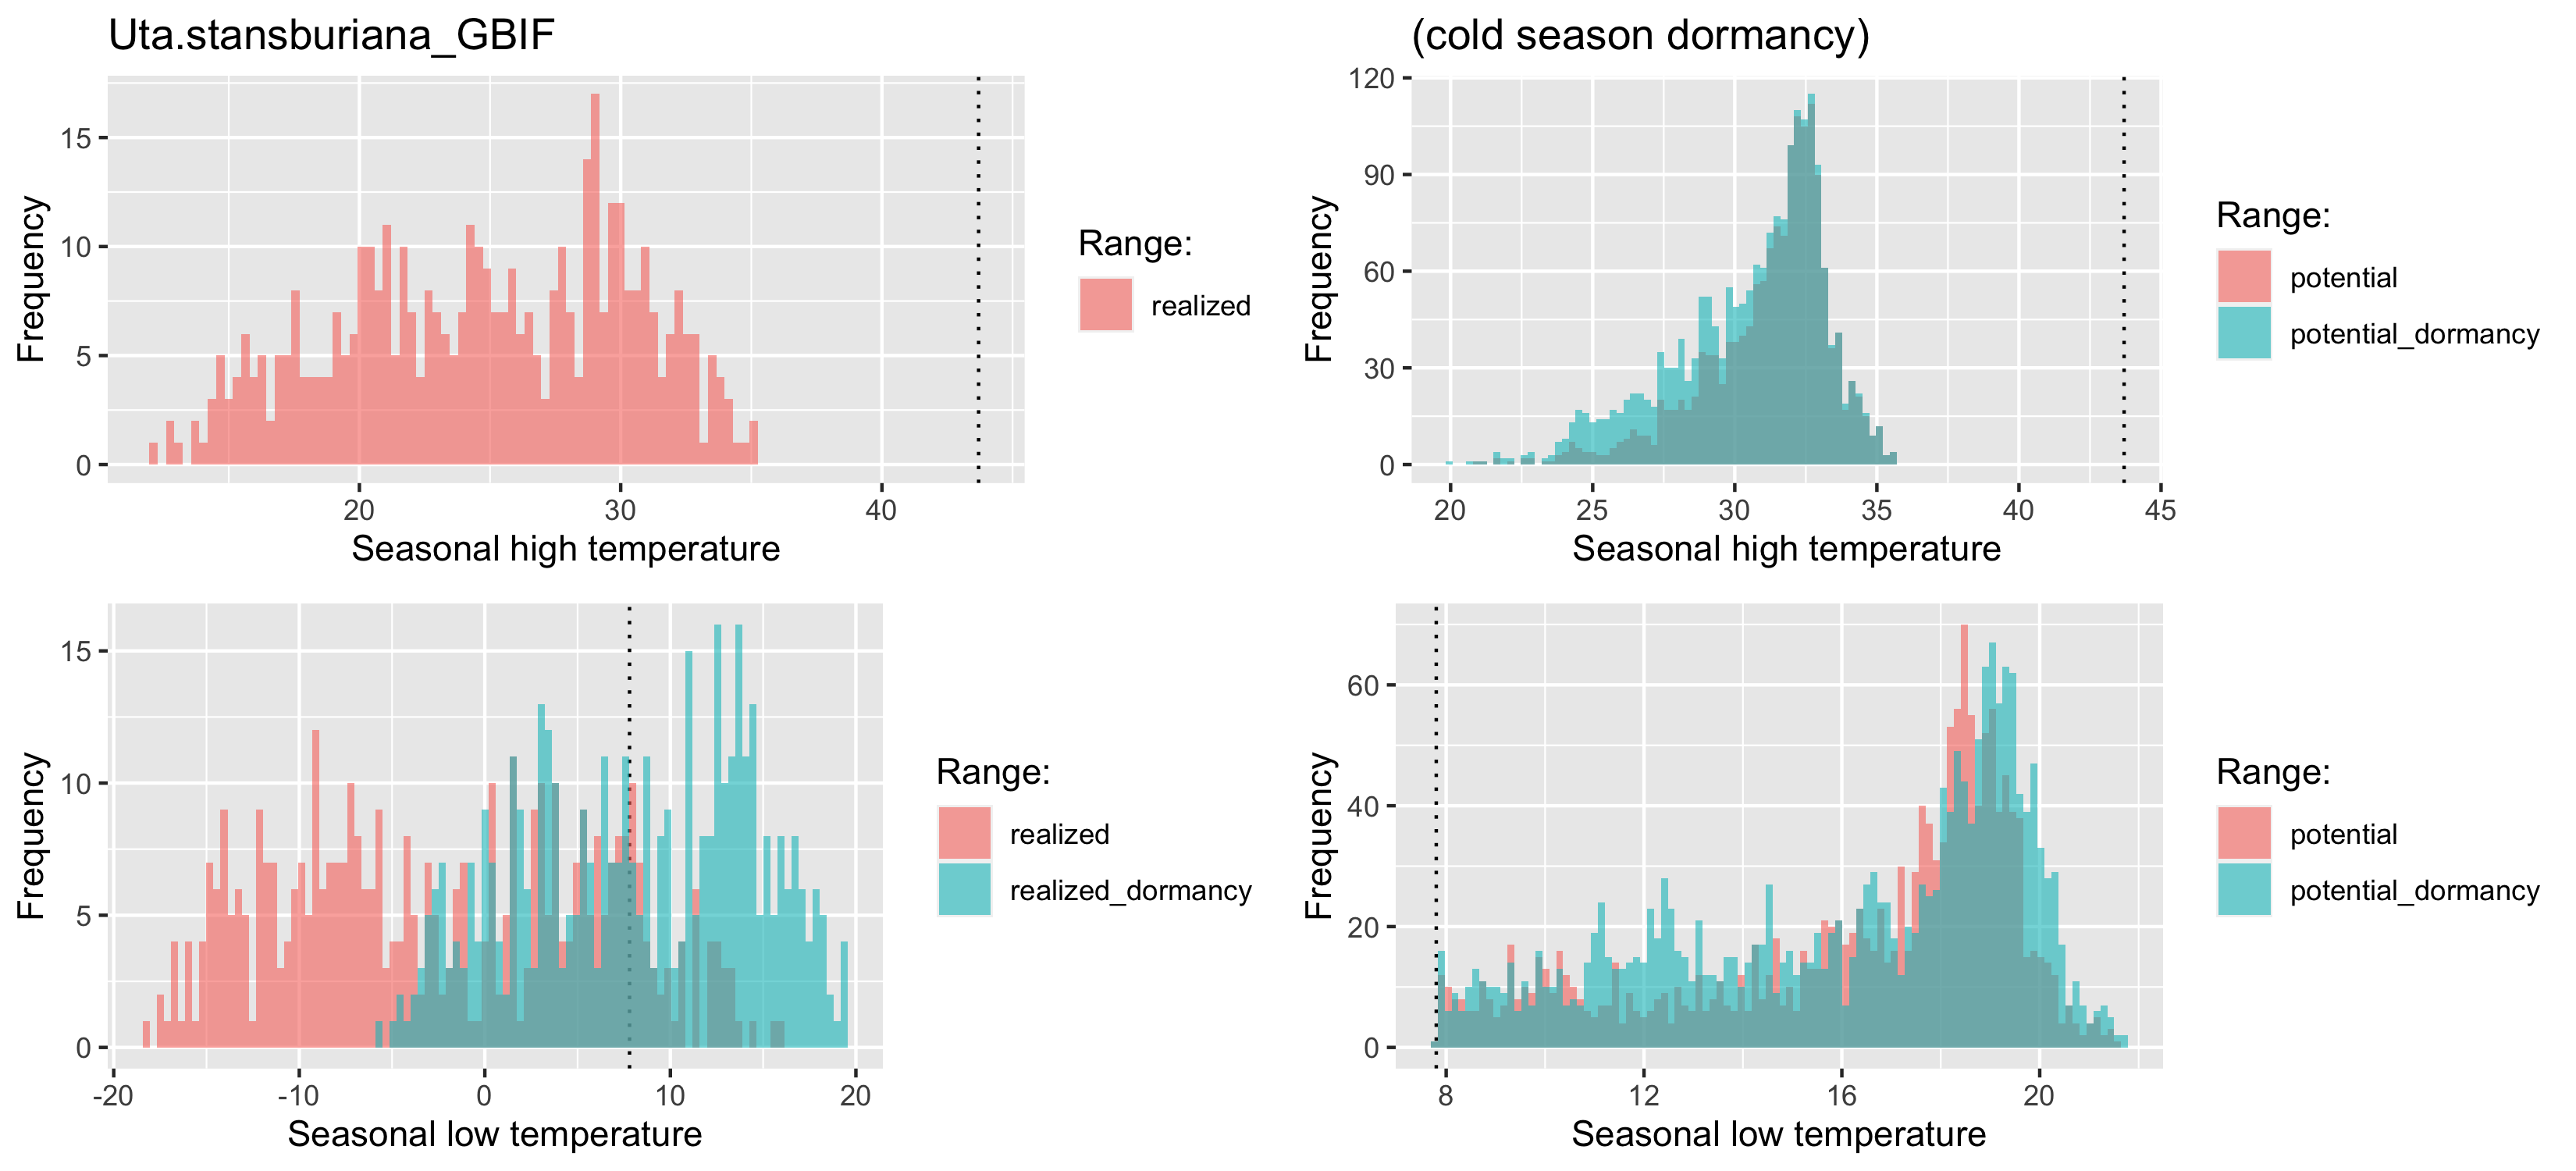 Uta.stansburiana_GBIF
(cold season dormancy)
Frequency
15
10
5
0
20
30
40
Seasonal high temperature
Range:
realized
Frequency
120
90
60
30
0
20
25
30
35
40
45
Seasonal high temperature
Range:
potential
potential_dormancy
Frequency
15
10
5
0
-20
-10
0
10
20
Seasonal low temperature
Range:
realized
realized_dormancy
Frequency
60
40
20
0
8
12
16
20
Seasonal low temperature
Range:
potential
potential_dormancy